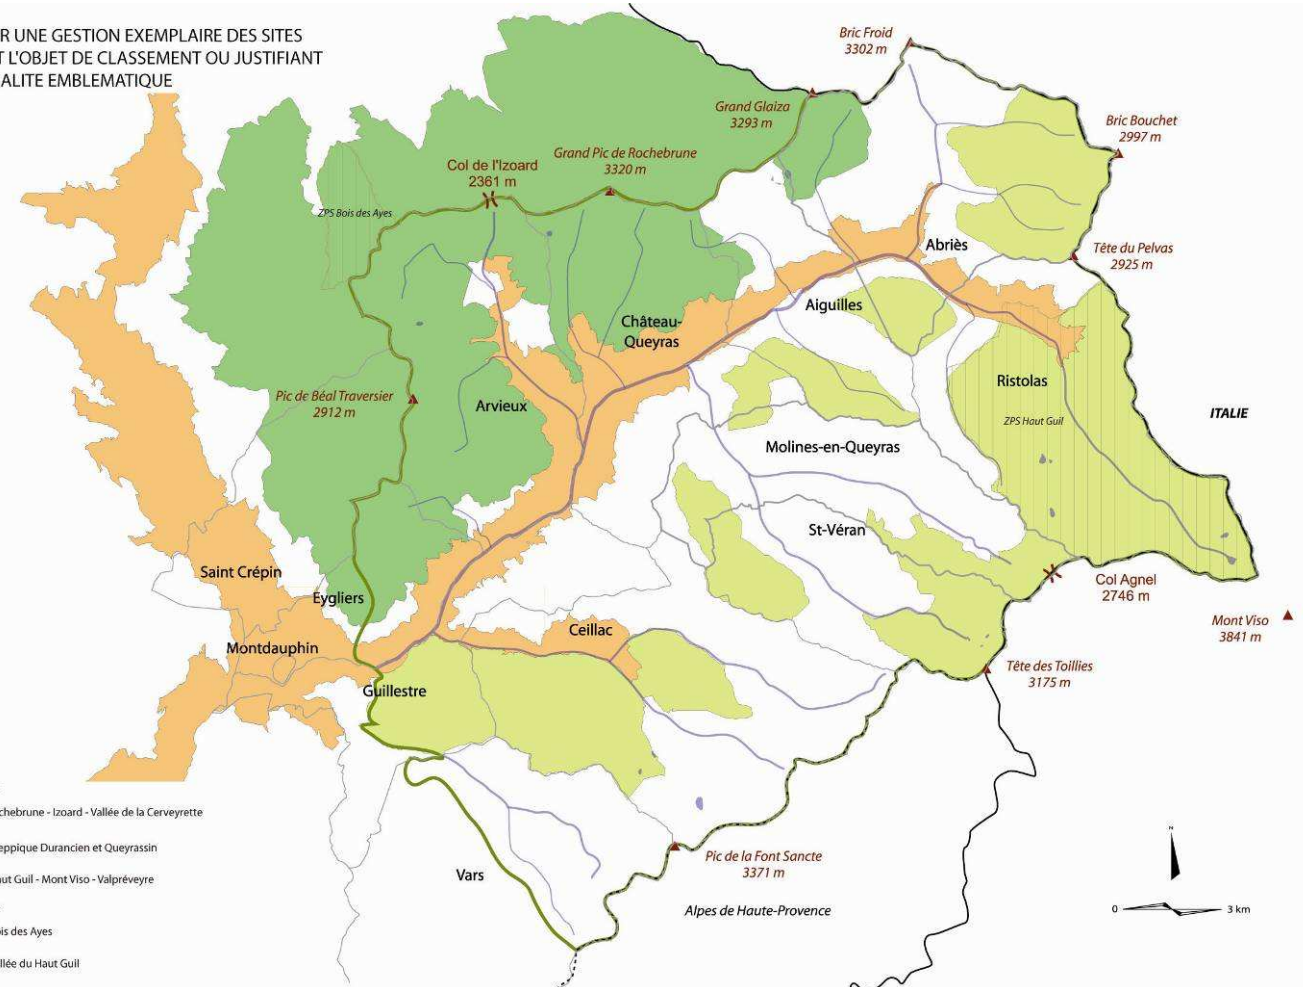 R UNE GESTION EXEMPLAIRE DES SITES
T L'OBJET DE CLASSEMENT OU JUSTIFIANT
ALITE EMBLEMATIQUE
Bric Froid
3302 m
Grand Glaiza
3293 m
Bric Bouchet
2997 m
Grand Pic de Rochebrune
3320 m
Col de l'Izoard
2361 m
ZPS Bois des Ayes
Abriès
Tête du Pelvas
2925 m
Aiguilles
Château-
Queyras
Ristolas
Pic de Béal Traversier
2912 m
Arvieux
ITALIE
ZPS Haut Guil
Molines-en-Queyras
St-Véran
Saint Crépin
Col Agnel
2746 m
Eygliers
Mont Viso
3841 m
Ceillac
Montdauphin
Tête des Toillies
3175 m
Guillestre
chebrune - Izoard - Vallée de la Cerveyrette
eppique Durancien et Queyrassin
aut Guil - Mont Viso - Valpréveyre
Pic de la Font Sancte
3371 m
Vars
Alpes de Haute-Provence
N
0 3 km
is des Ayes
llée du Haut Guil